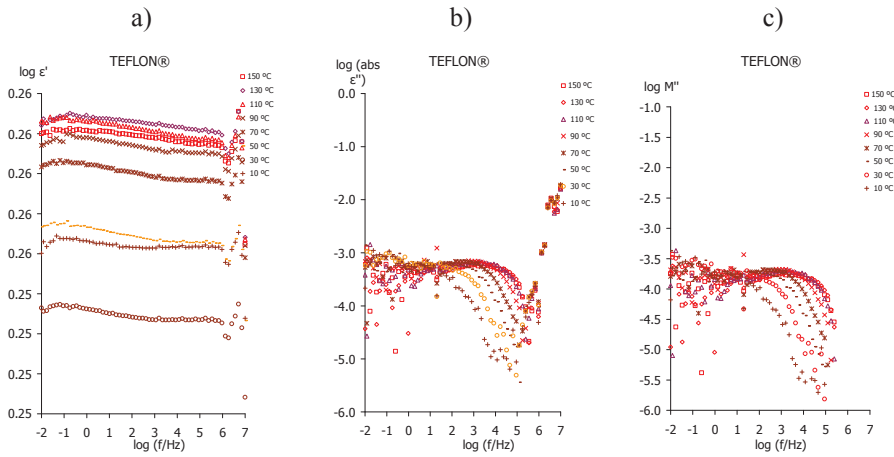 a)
TEFLON®
log ε'
0.26
0.26
0.26
0.26
0.26
0.25
0.25
0.25
0.25
-2 -1 0 1 2 3 4 5 6 7
log (f/Hz)
150 ºC
130 ºC
110 ºC
90 ºC
70 ºC
50 ºC
30 ºC
10 ºC
b)
log (abs
ε'')
TEFLON®
0.0
-1.0
-2.0
-3.0
-4.0
-5.0
-6.0
-2 -1 0 1 2 3 4 5 6 7
log (f/Hz)
150 ºC
130 ºC
110 ºC
90 ºC
70 ºC
50 ºC
30 ºC
10 ºC
c)
log M''
TEFLON®
-1.0
-1.5
-2.0
-2.5
-3.0
-3.5
-4.0
-4.5
-5.0
-5.5
-6.0
-2 -1 0 1 2 3 4 5 6 7
log (f/Hz)
150 ºC
130 ºC
110 ºC
90 ºC
70 ºC
50 ºC
30 ºC
10 ºC